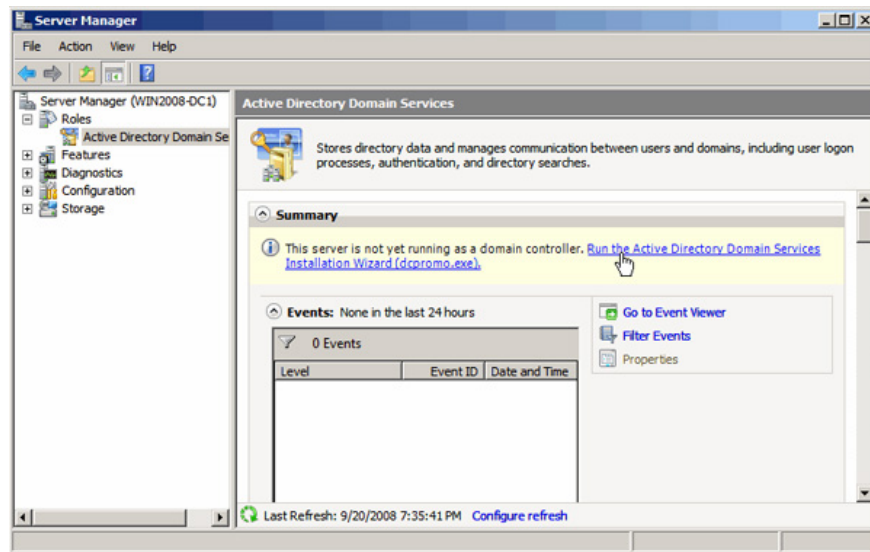 Server Manager
File Action View Help
Server Manager (WIN2008-DC1)
Roles
Active Directory Domain Se
Features
Diagnostics
Configuration
Storage
Active Directory Domain Services
Stores directory data and manages communication between users and domains, including user logon
processes, authentication, and directory searches.
Summary
This server is not yet running as a domain controller. Run the Active Directory Domain Services
Installation Wizard (dcpromo.exe).
Events: None in the last 24 hours
0 Events
Level Event ID Date and Time
Go to Event Viewer
Filter Events
Properties
Last Refresh: 9/20/2008 7:35:41 PM Configure refresh